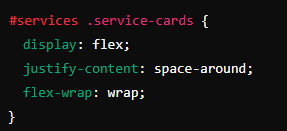 #services .service-cards {
  display: flex;
  justify-content: space-around;
  flex-wrap: wrap;
}